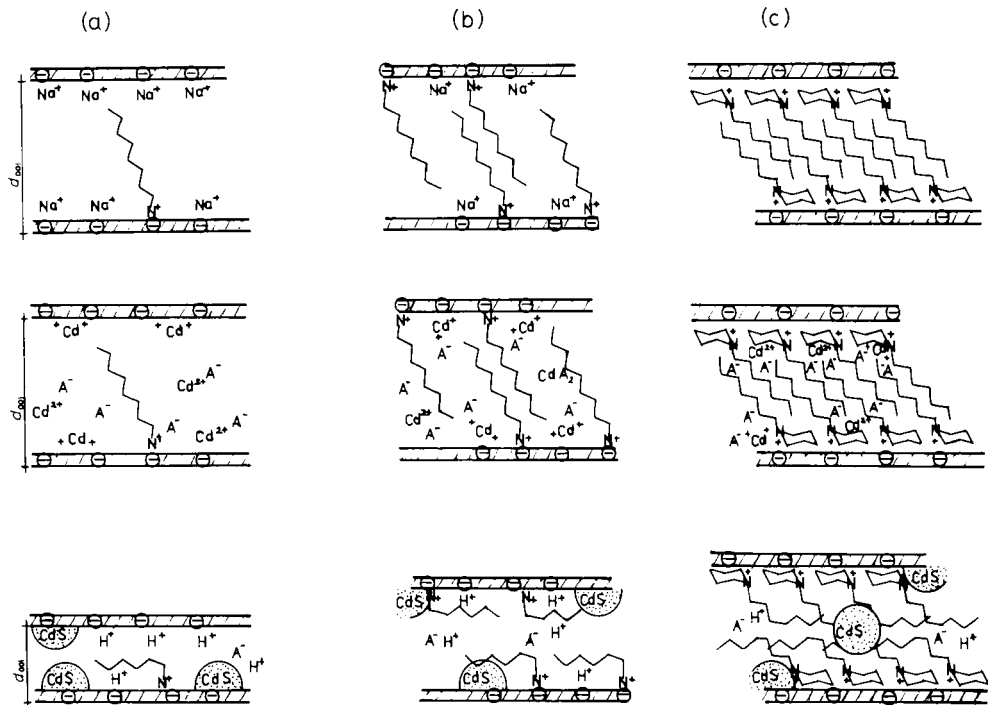 (a) (b) (c)
Na⁺ Na⁺ Na⁺ Na⁺
d₀₀₁
Na⁺ Na⁺ Na⁺
N⁺
N⁺ Na⁺ N⁺ Na⁺
Na⁺ N⁺ Na⁺ N⁺
N⁺ N⁺ N⁺ N⁺
N⁺ N⁺ N⁺ N⁺
⁺Cd⁺ ⁺Cd⁺
d₀₀₁
A⁻ Cd²⁺ A⁻
Cd²⁺ A⁻
A⁻ A⁻
⁺Cd⁺ N⁺ Cd²⁺
N⁺ ⁺Cd⁺ N⁺ ⁺Cd⁺
A⁻ A⁻
CdA₂
A⁻ A⁻
Cd²⁺ A⁻ ⁺Cd⁺ N⁺ ⁺Cd⁺ N⁺
N⁺ N⁺ N⁺
Cd²⁺ Cd²⁺ A⁻ Cd
A⁻ A⁻ A⁻ A⁻
A⁻ A⁻ A⁻
A⁻ ⁺Cd⁺ N⁺ Cd²⁺ N⁺
CdS H⁺ H⁺ H⁺
d₀₀₁
A⁻ H⁺
CdS H⁺ N⁺ CdS
CdS N⁺ H⁺ N⁺ H⁺ CdS
A⁻ H⁺ A⁻ H⁺
CdS N⁺ N⁺
N⁺ N⁺ N⁺ N⁺ CdS
H⁺
A⁻ CdS A⁻ H⁺
CdS N⁺ N⁺ N⁺